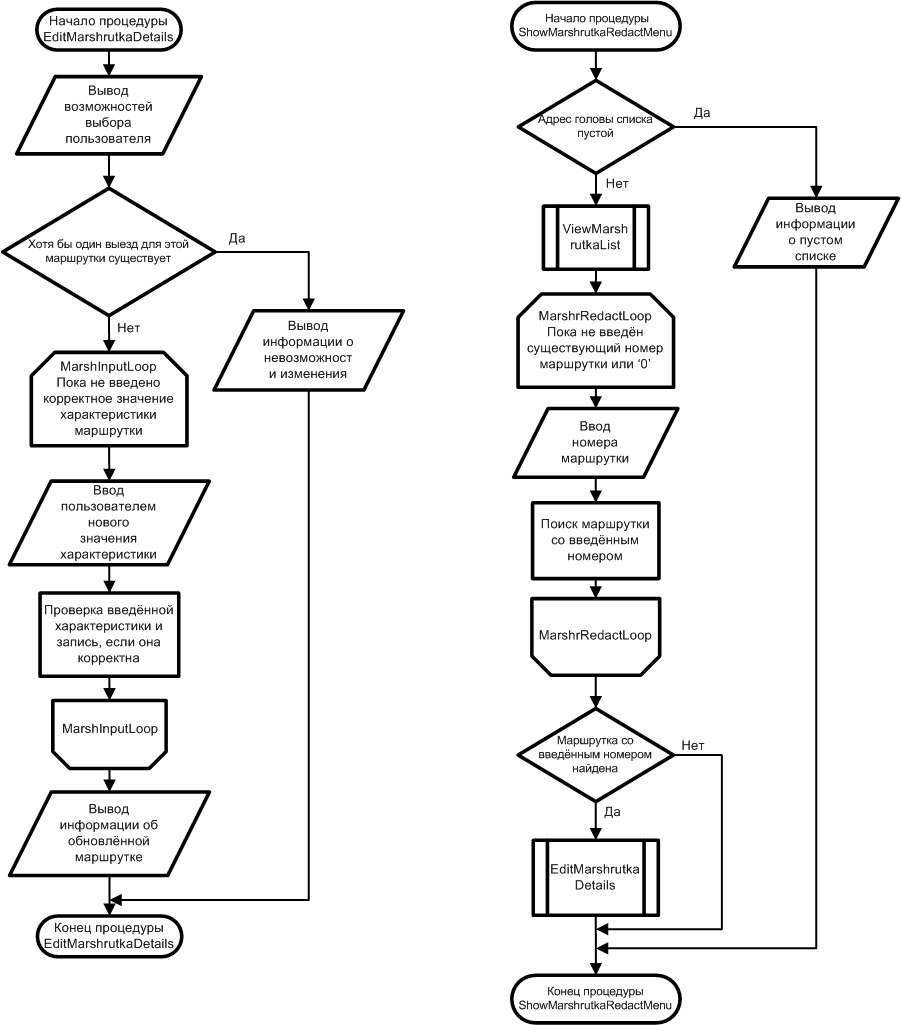 Начало процедуры
EditMarshrutkaDetails
Вывод
возможностей
выбора
пользователя
Хотя бы один выезд для этой
маршрутки существует
Да
Нет
Вывод
информации о
невозможност
и изменения
MarshInputLoop
Пока не введено
корректное значение
характеристики
маршрутки
Ввод
пользователем
нового
значения
характеристики
Проверка введённой
характеристики и
запись, если она
корректна
MarshInputLoop
Вывод
информации об
обновлённой
маршрутке
Конец процедуры
EditMarshrutkaDetails
Начало процедуры
ShowMarshrutkaRedactMenu
Адрес головы списка
пустой
Да
Нет
Вывод
информации
о пустом
списке
ViewMarsh
rutkaList
MarshrRedactLoop
Пока не введён
существующий номер
маршрутки или ‘0’
Ввод
номера
маршрутки
Поиск маршрутки
со введённым
номером
MarshrRedactLoop
Маршрутка со
введённым номером
найдена
Нет
Да
EditMarshrutka
Details
Конец процедуры
ShowMarshrutkaRedactMenu